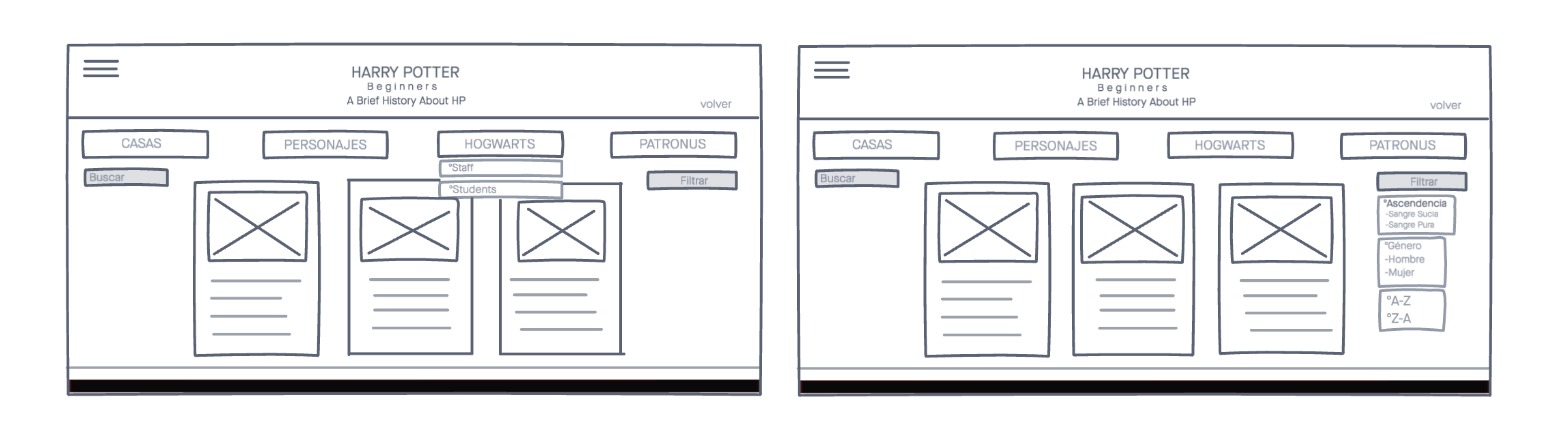 HARRY POTTER
Beginners
A Brief History About HP
volver
CASAS
PERSONAJES
HOGWARTS
PATRONUS
°Staff
Buscar
°Students
Filtrar
HARRY POTTER
Beginners
A Brief History About HP
volver
CASAS
PERSONAJES
HOGWARTS
PATRONUS
Buscar
Filtrar
°Ascendencia
-Sangre Sucia
-Sangre Pura
°Género
-Hombre
-Mujer
°A-Z
°Z-A